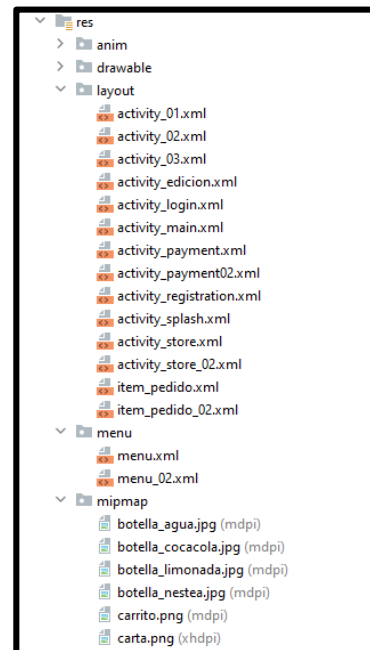 res
anim
drawable
layout
activity_01.xml
activity_02.xml
activity_03.xml
activity_edicion.xml
activity_login.xml
activity_main.xml
activity_payment.xml
activity_payment02.xml
activity_registration.xml
activity_splash.xml
activity_store.xml
activity_store_02.xml
item_pedido.xml
item_pedido_02.xml
menu
menu.xml
menu_02.xml
mipmap
botella_agua.jpg (mdpi)
botella_cocacola.jpg (mdpi)
botella_limonada.jpg (mdpi)
botella_nestea.jpg (mdpi)
carrito.png (mdpi)
carta.png (xhdpi)